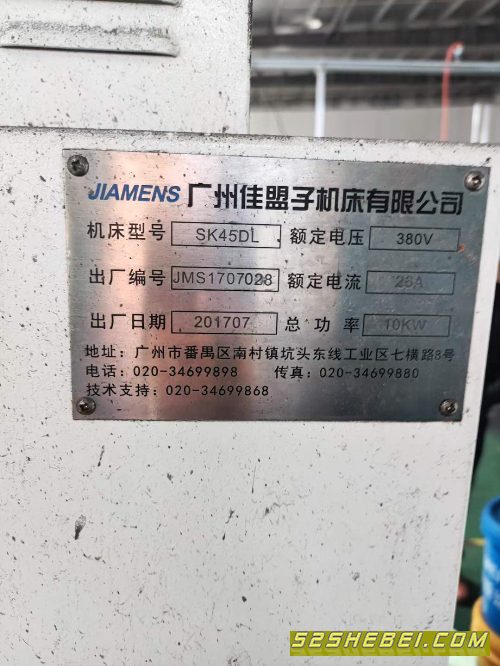 JIAMENS 广州佳盟子机床有限公司
机床型号 SK45DL 额定电压 380V
出厂编号 JMS1707028 额定电流 26A
出厂日期 201707 总功率 10KW
地址：广州市番禺区南村镇坑头东线工业区七横路8号
电话：020-34699898 传真：020-34699880
技术支持：020-34699868
52SHEBEI.COM